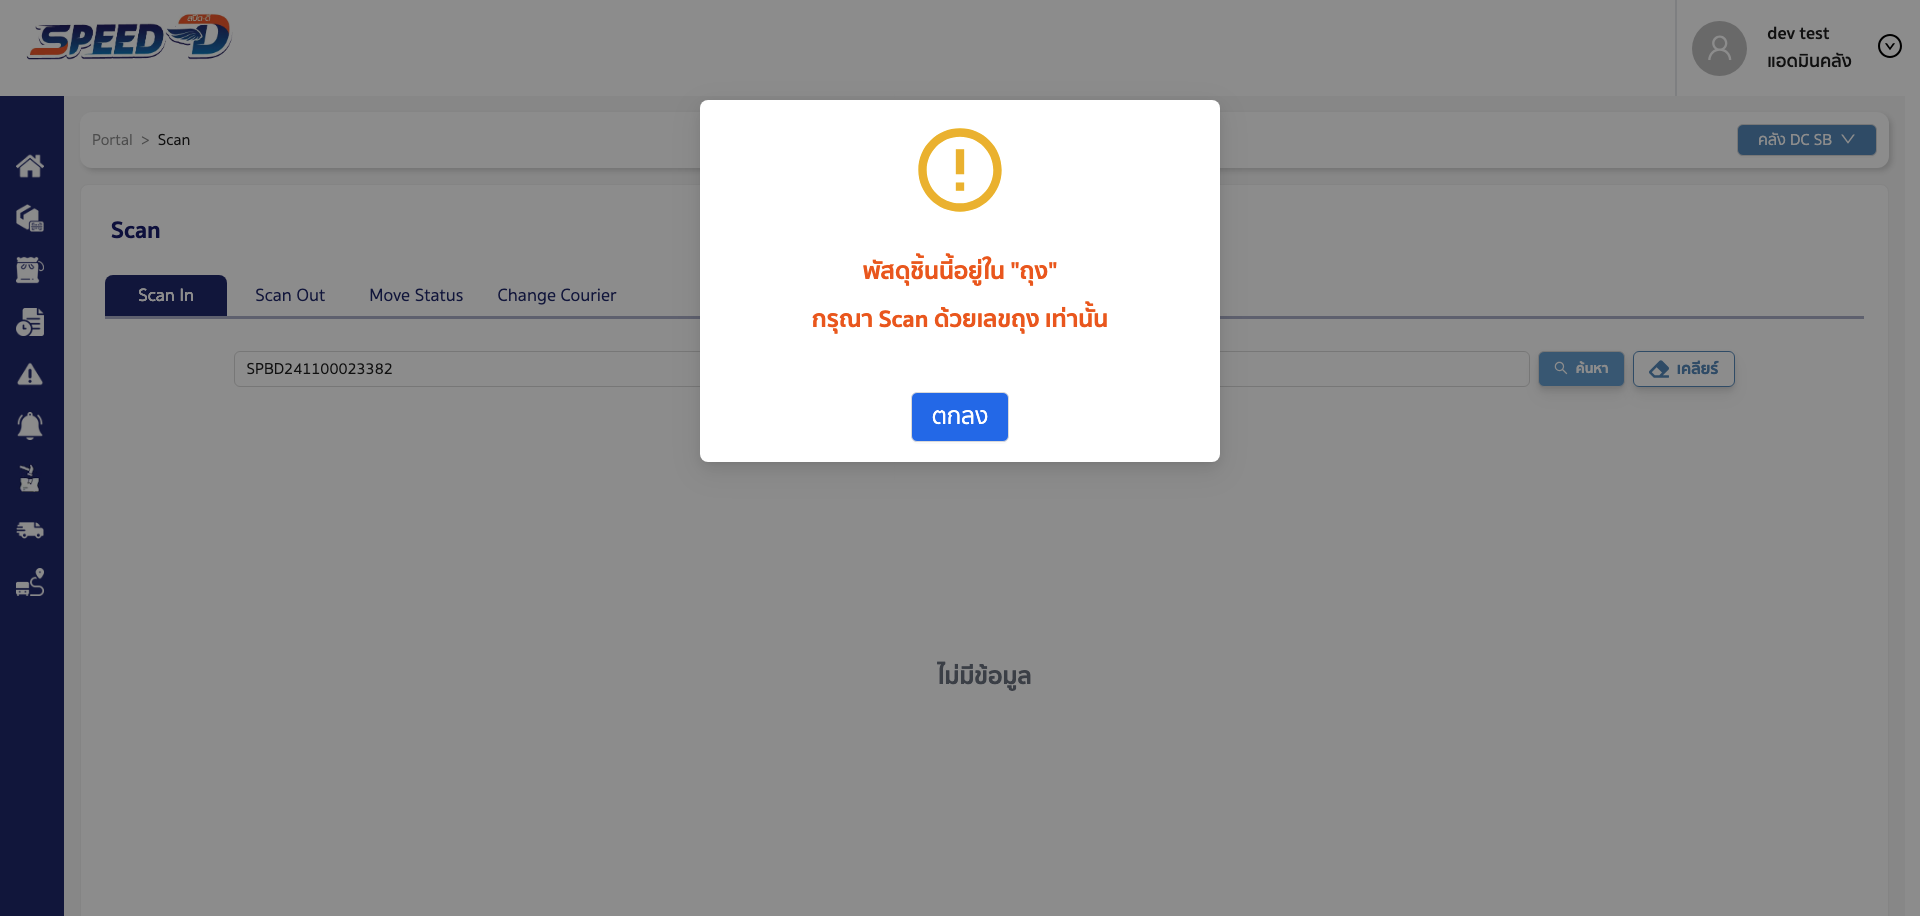 สปีด-ดี
SPEED-D
dev test
แอดมินคลัง
Portal > Scan
คลัง DC SB
Scan
Scan In
Scan Out
Move Status
Change Courier
SPBD241100023382
ค้นหา
เคลียร์
พัสดุชิ้นนี้อยู่ใน "ถุง"
กรุณา Scan ด้วยเลขถุง เท่านั้น
ตกลง
ไม่มีข้อมูล